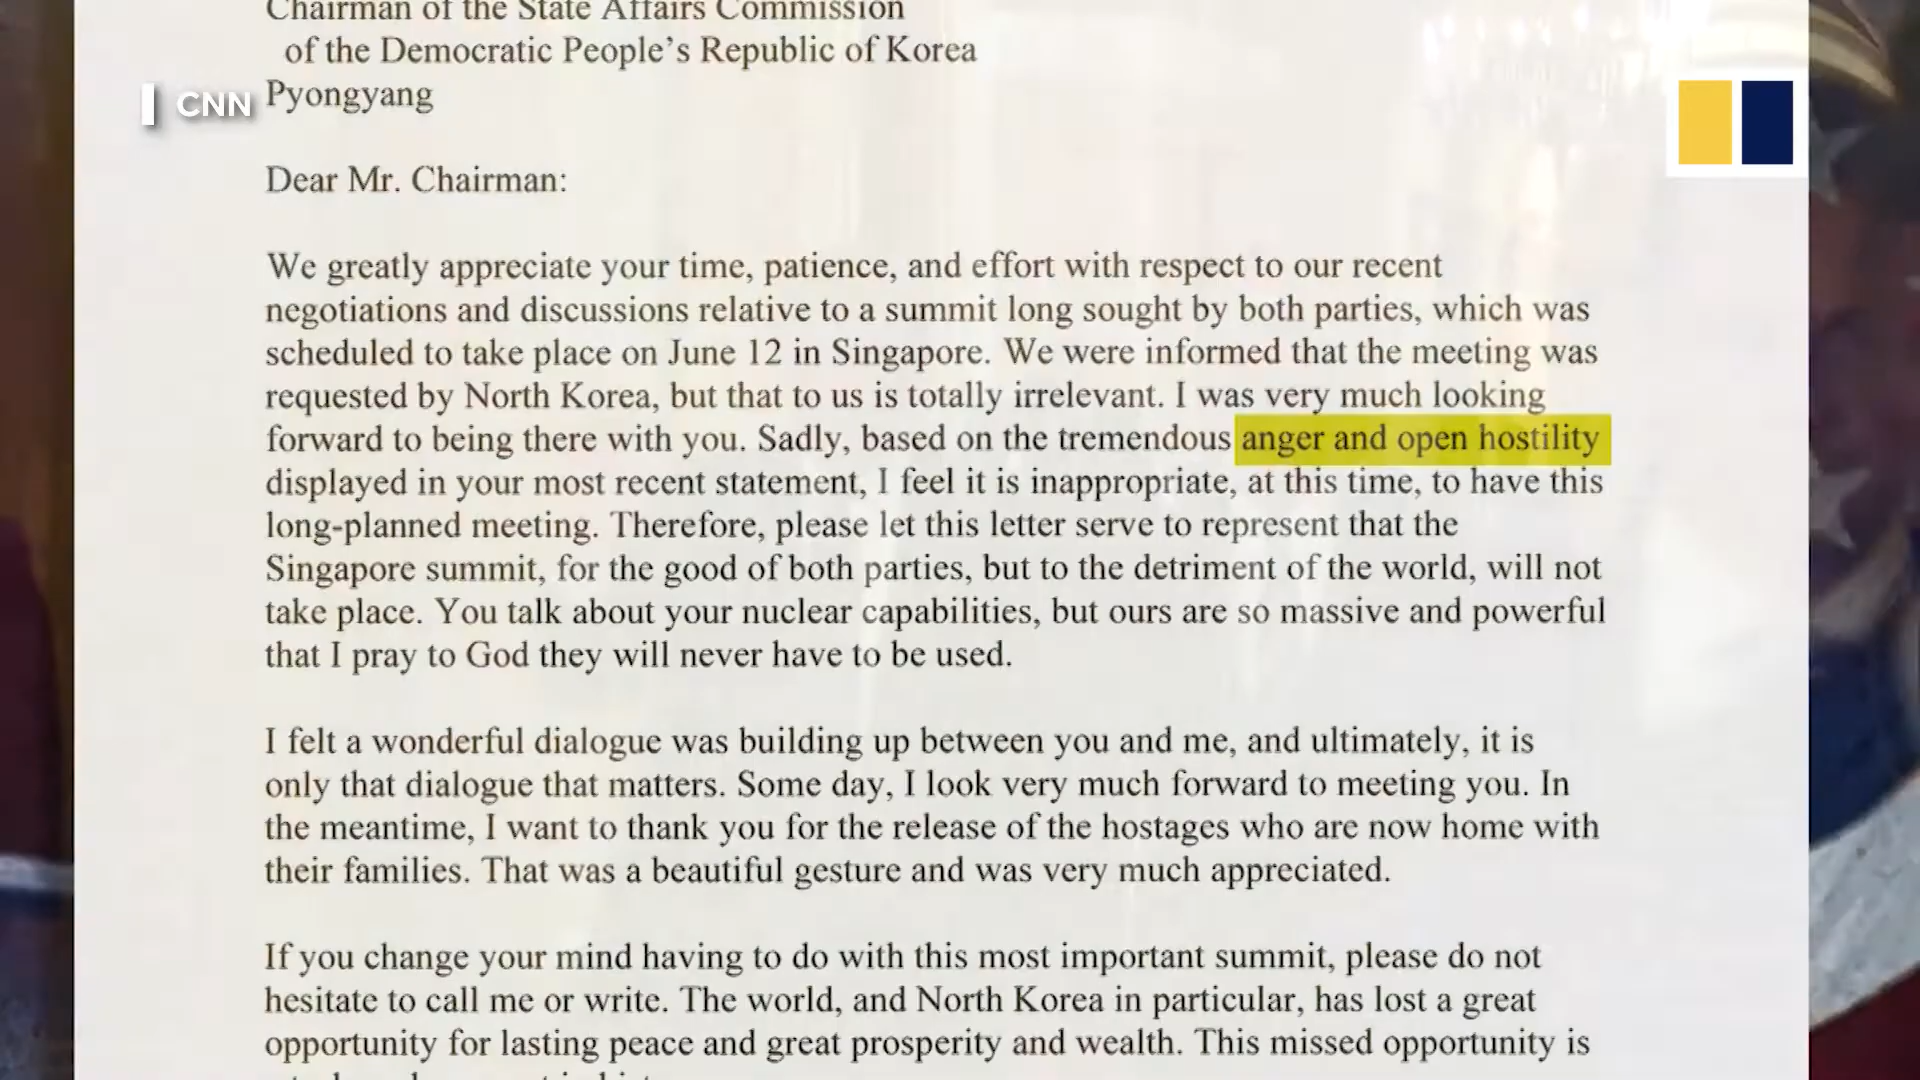 Chairman of the State Affairs Commission
of the Democratic People's Republic of Korea
CNN
Pyongyang
Dear Mr. Chairman:
We greatly appreciate your time, patience, and effort with respect to our recent
negotiations and discussions relative to a summit long sought by both parties, which was
scheduled to take place on June 12 in Singapore. We were informed that the meeting was
requested by North Korea, but that to us is totally irrelevant. I was very much looking
forward to being there with you. Sadly, based on the tremendous anger and open hostility
displayed in your most recent statement, I feel it is inappropriate, at this time, to have this
long-planned meeting. Therefore, please let this letter serve to represent that the
Singapore summit, for the good of both parties, but to the detriment of the world, will not
take place. You talk about your nuclear capabilities, but ours are so massive and powerful
that I pray to God they will never have to be used.
I felt a wonderful dialogue was building up between you and me, and ultimately, it is
only that dialogue that matters. Some day, I look very much forward to meeting you. In
the meantime, I want to thank you for the release of the hostages who are now home with
their families. That was a beautiful gesture and was very much appreciated.
If you change your mind having to do with this most important summit, please do not
hesitate to call me or write. The world, and North Korea in particular, has lost a great
opportunity for lasting peace and great prosperity and wealth. This missed opportunity is